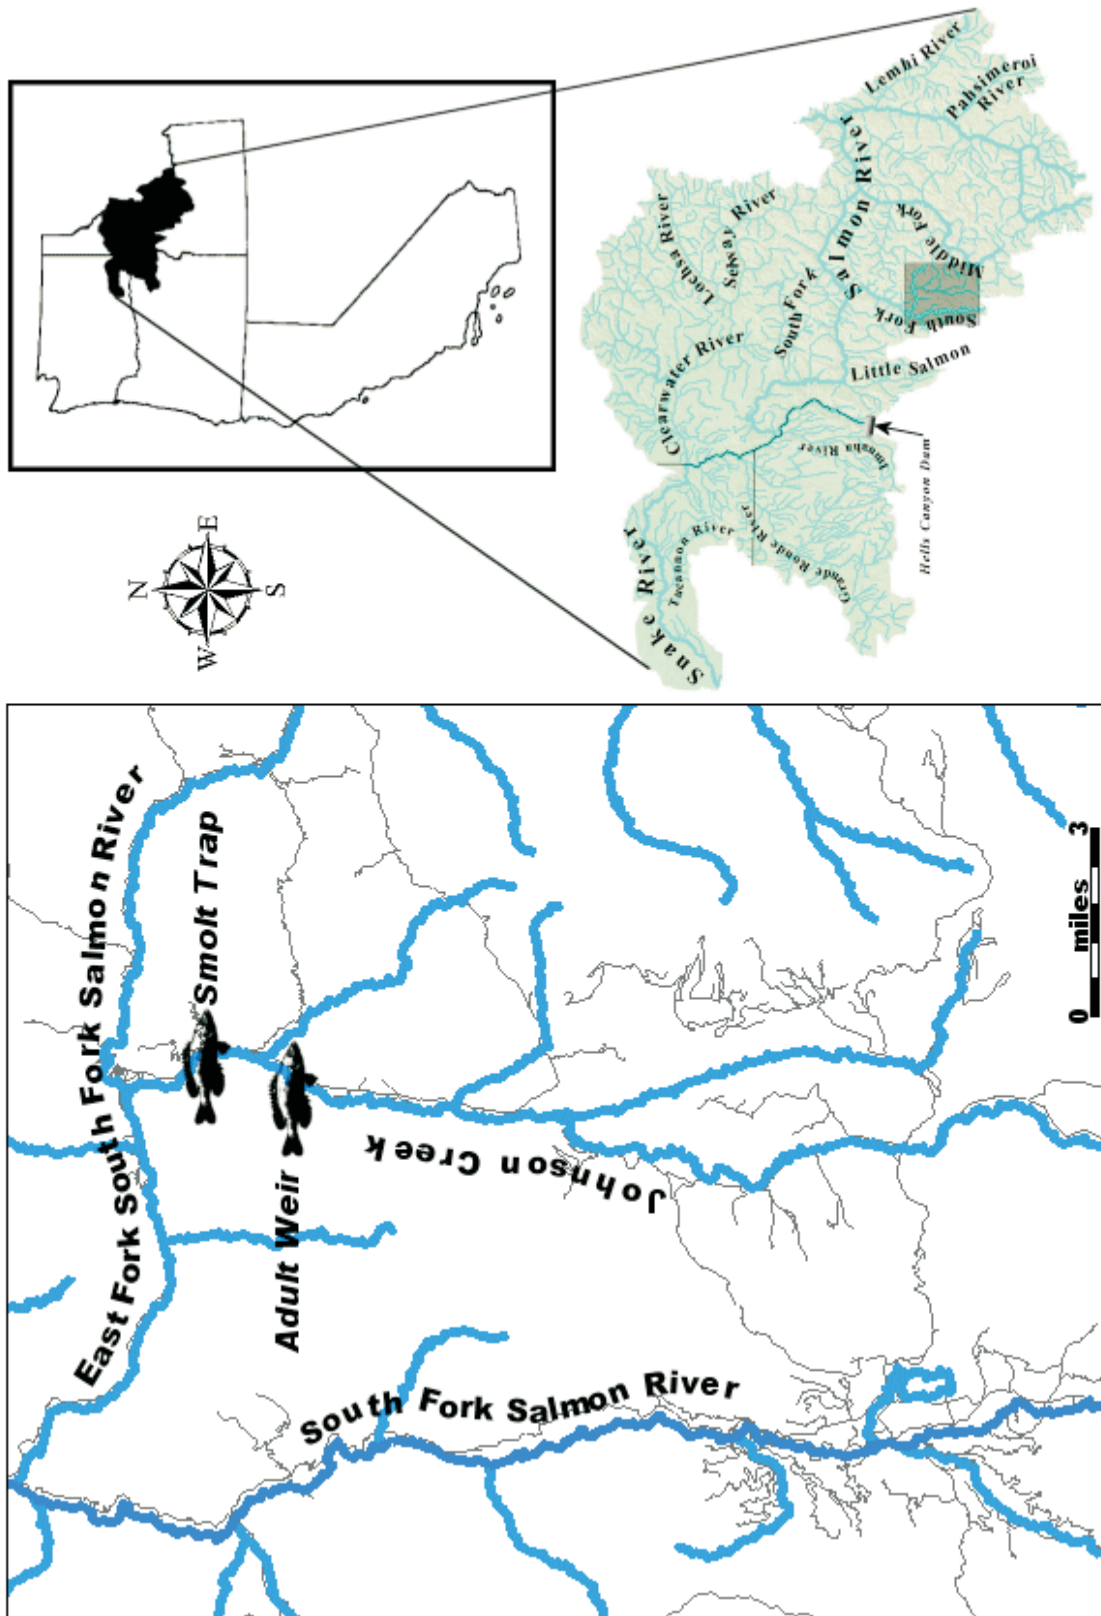 Lemhi River
Pahsimeroi
River
Salmon River
Middle Fork
South Fork
Lochsa River
Selway River
South Fork
Clearwater River
Little Salmon
Imnaha River
Hells Canyon Dam
Snake River
Tucannon River
Grande Ronde River
N
E
S
W
East Fork South Fork Salmon River
Smolt Trap
Adult Weir
Johnson Creek
South Fork Salmon River
0 miles 3